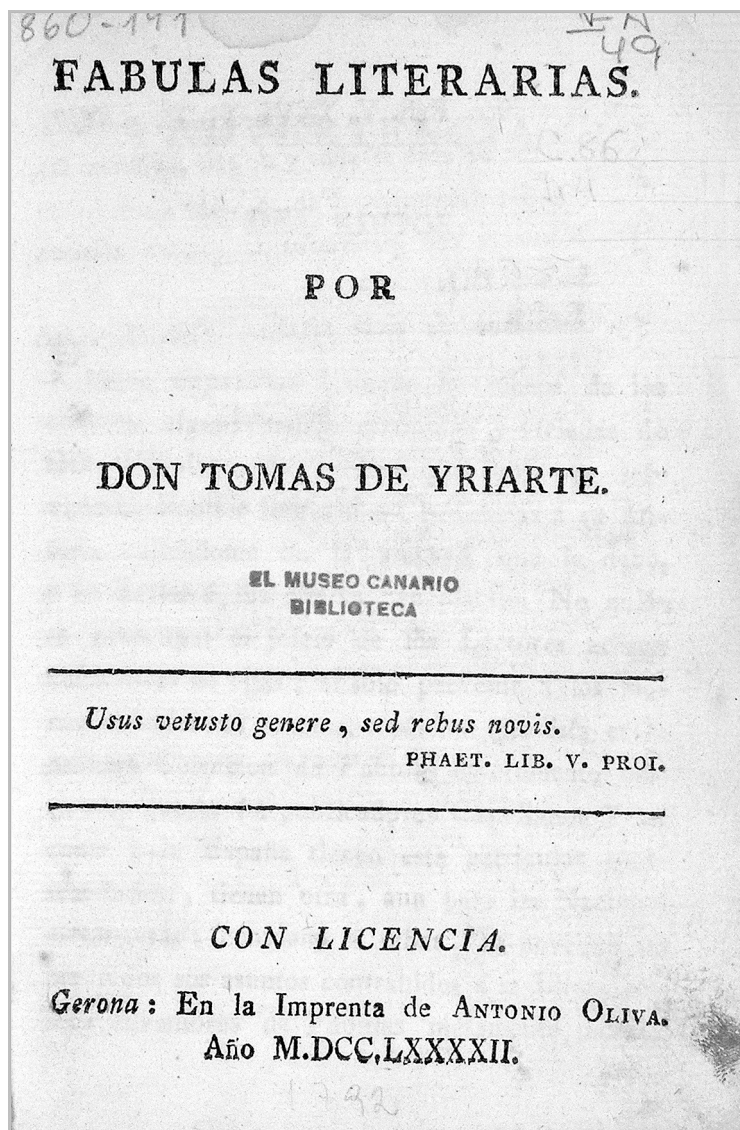 860-
49
FABULAS LITERARIAS.
POR
DON TOMAS DE YRIARTE.
EL MUSEO CANARIO
BIBLIOTECA
Usus vetusto genere, sed rebus novis.
PHAET. LIB. V. PROI.
CON LICENCIA.
Gerona: En la Imprenta de ANTONIO OLIVA.
Año M.DCC.LXXXXII.
1792